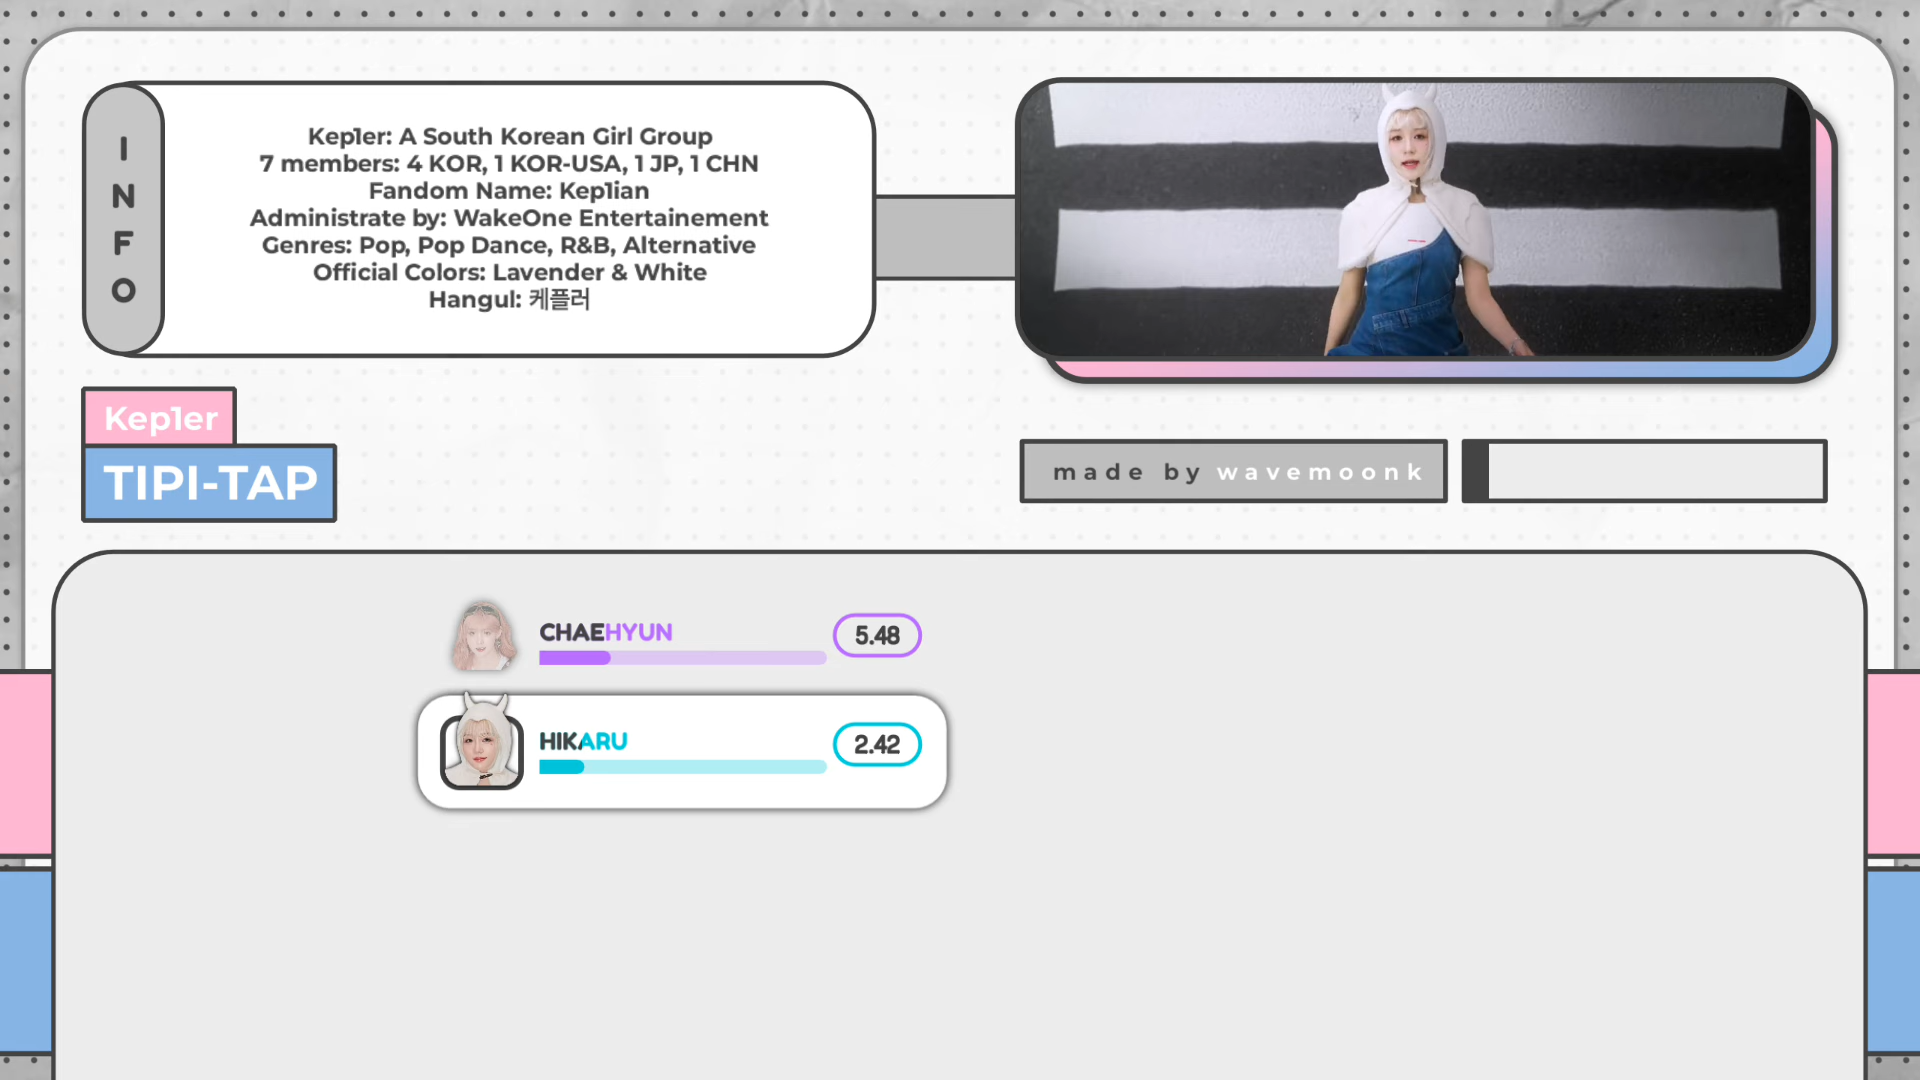 INFO
Kep1er: A South Korean Girl Group
7 members: 4 KOR, 1 KOR-USA, 1 JP, 1 CHN
Fandom Name: Kep1ian
Administrate by: WakeOne Entertainement
Genres: Pop, Pop Dance, R&B, Alternative
Official Colors: Lavender & White
Hangul: 케플러
Kep1er
TIPI-TAP
made by wavemoonk
CHAEHYUN
5.48
HIKARU
2.42